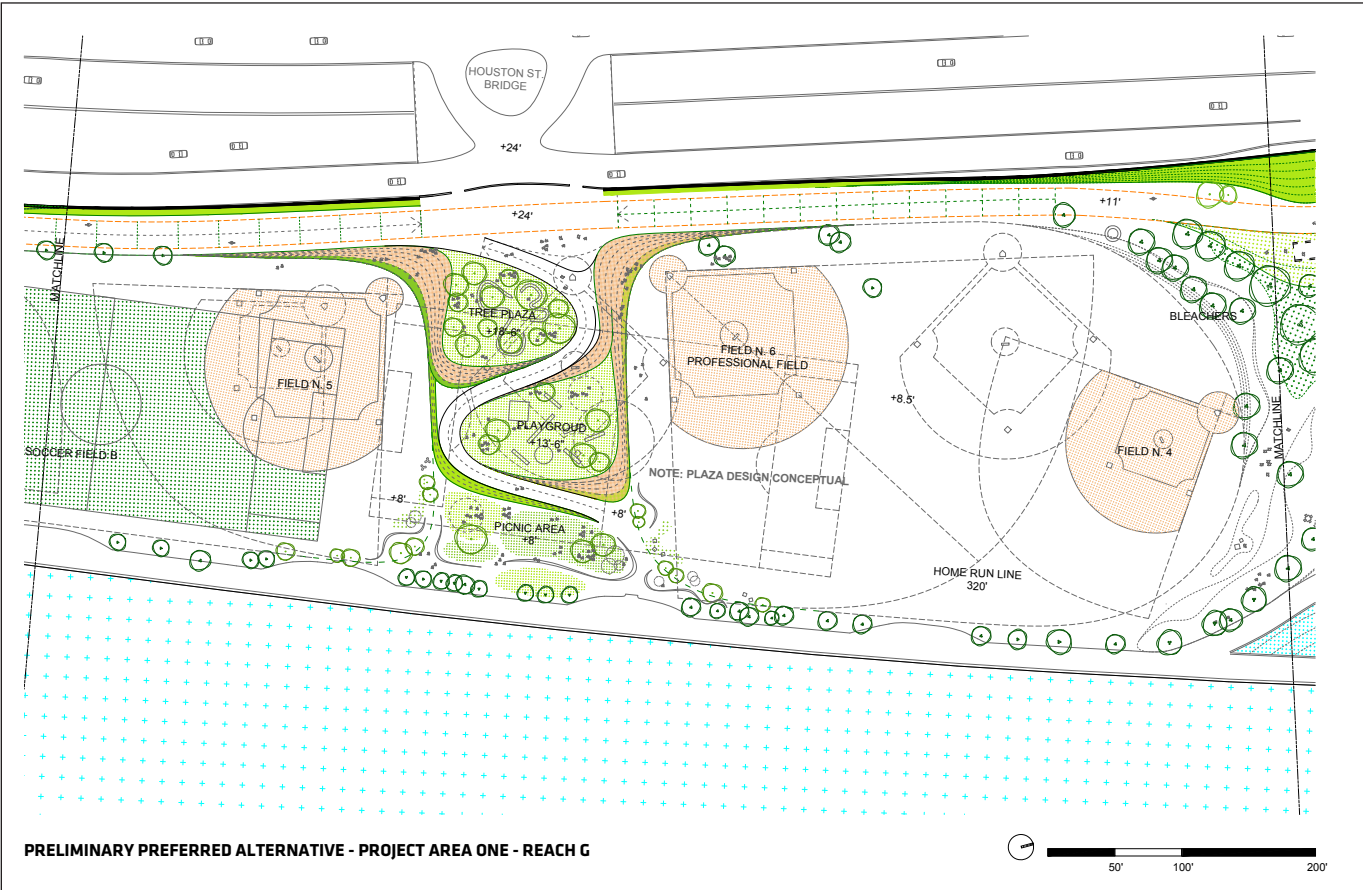 HOUSTON ST.
BRIDGE
+24'
+24'
+11'
MATCHLINE
TREE PLAZA
+18'-6"
BLEACHERS
FIELD N. 5
FIELD N. 6
PROFESSIONAL FIELD
+8.5'
MATCHLINE
PLAYGROUD
+13'-6"
SOCCER FIELD B
FIELD N. 4
NOTE: PLAZA DESIGN CONCEPTUAL
+8'
+8'
PICNIC AREA
+8'
HOME RUN LINE
320'
PRELIMINARY PREFERRED ALTERNATIVE - PROJECT AREA ONE - REACH G
50' 100' 200'